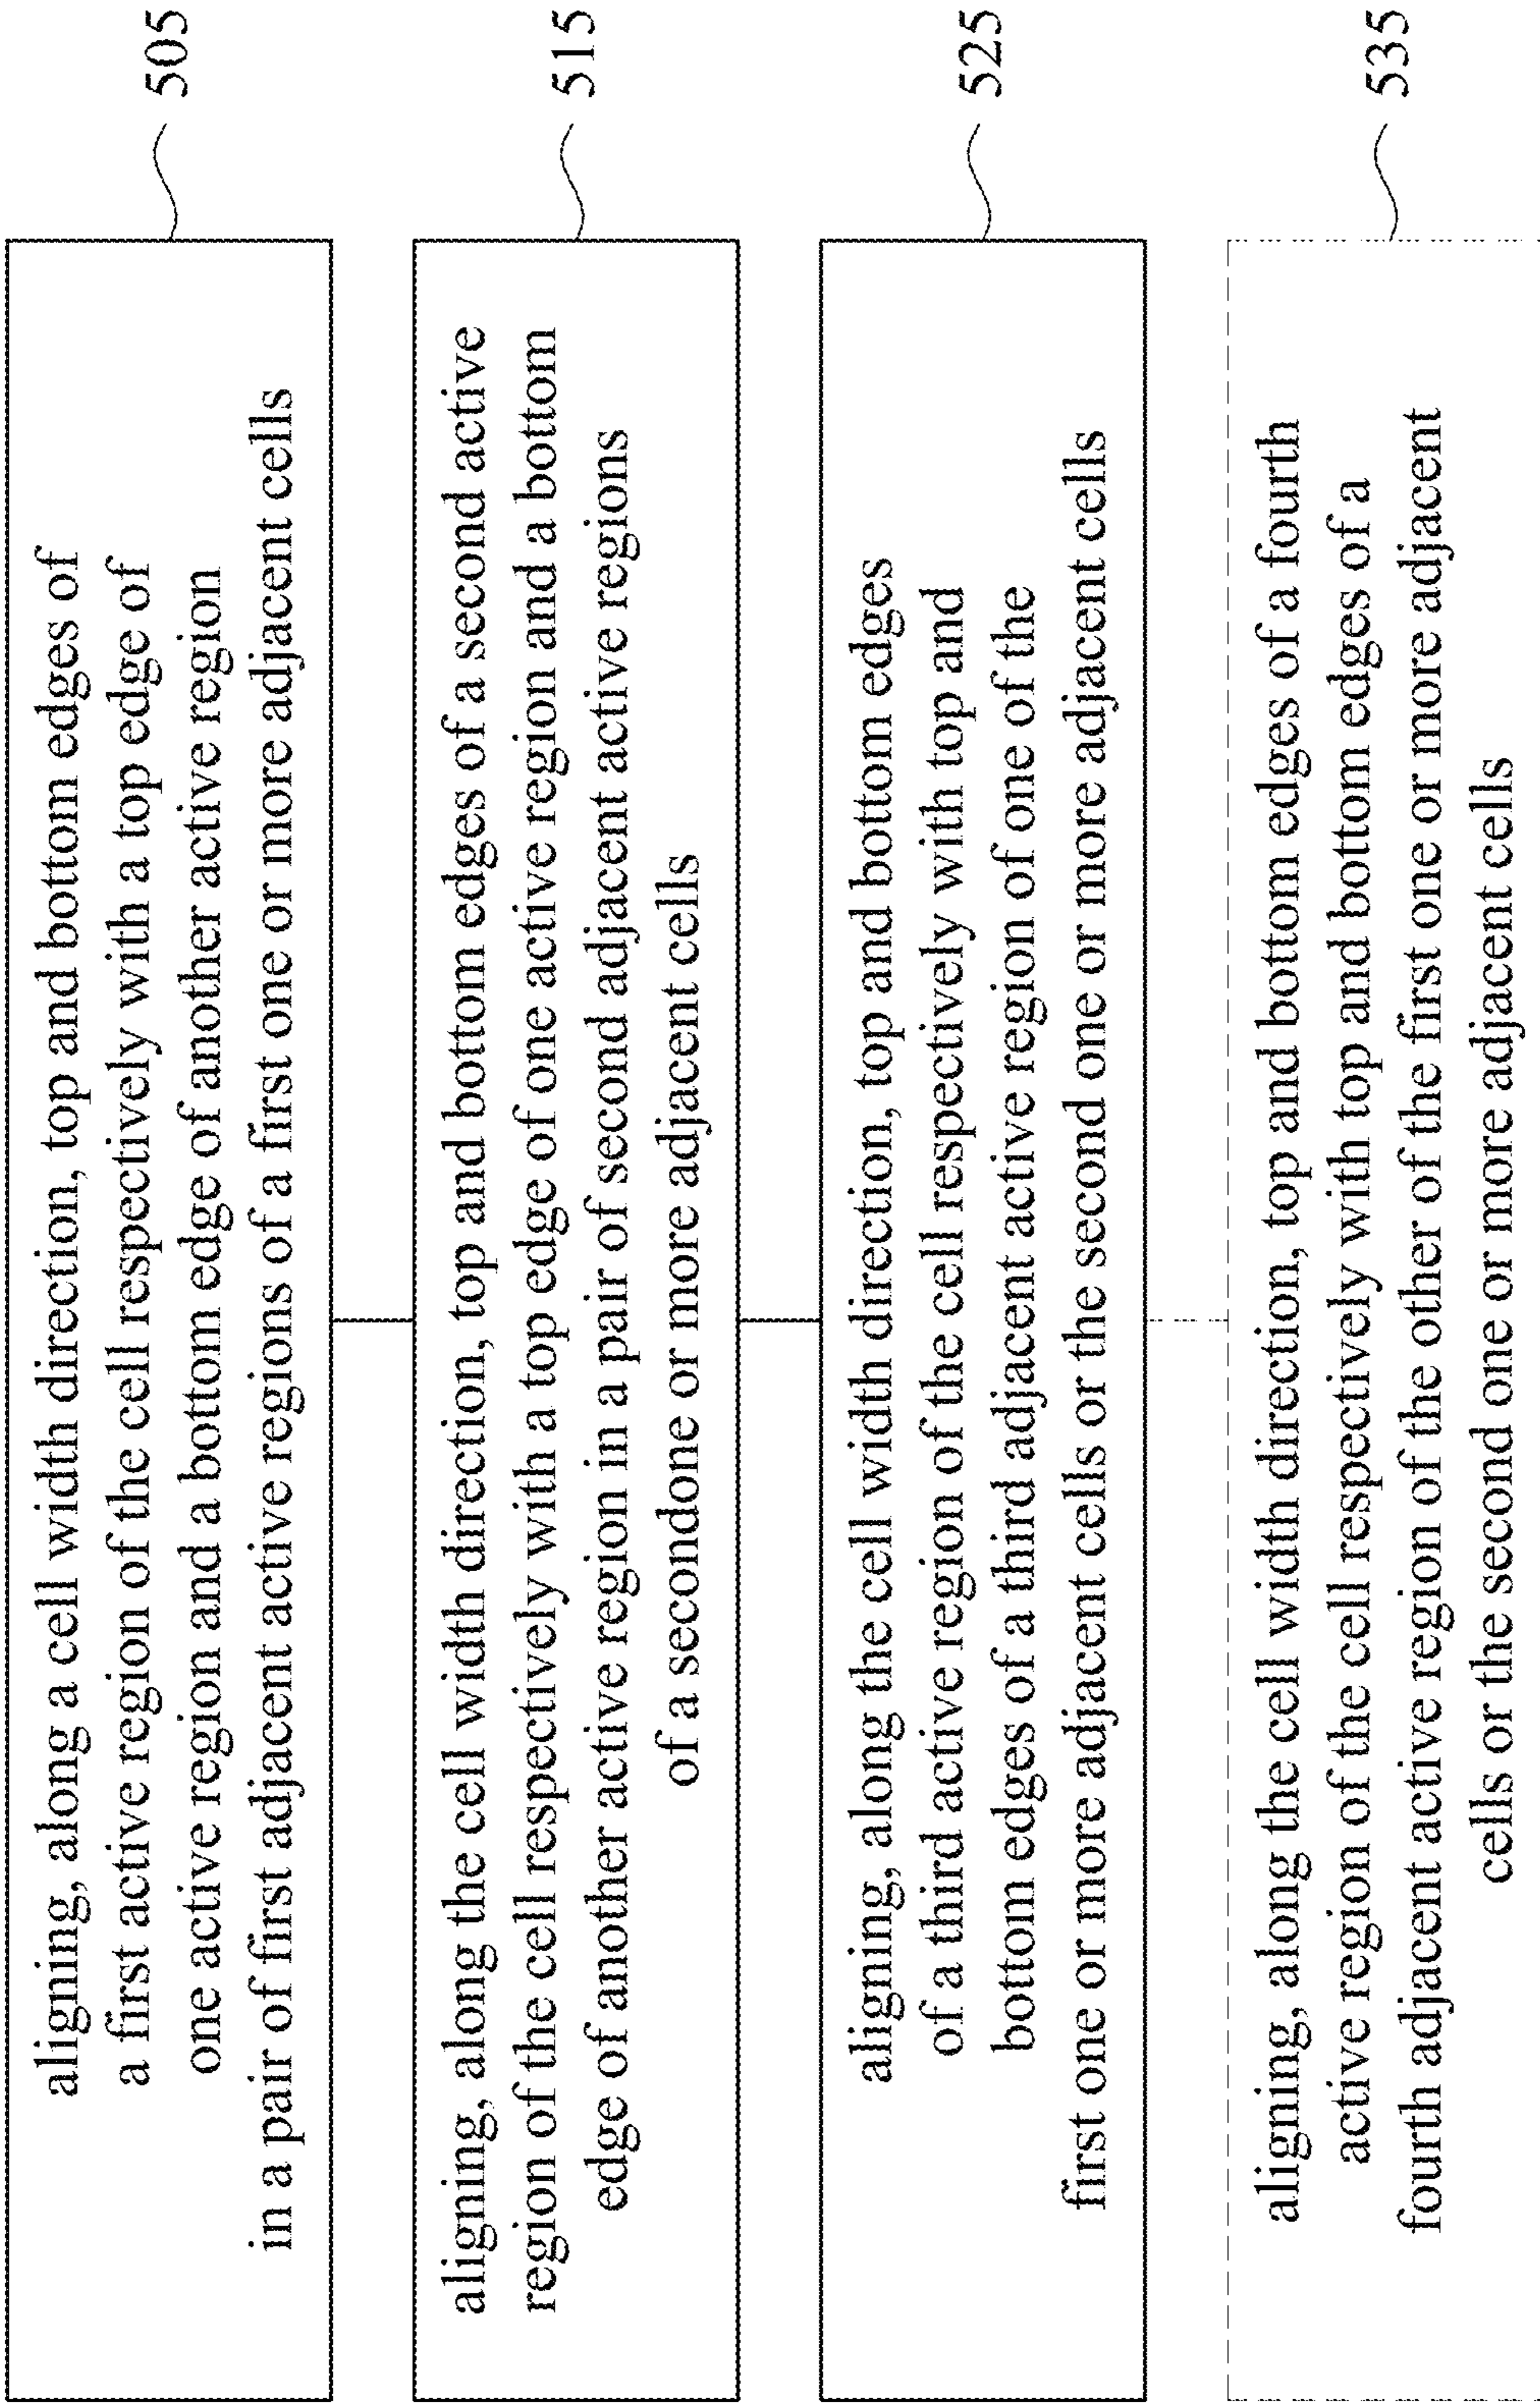 aligning, along a cell width direction, top and bottom edges of
a first active region of the cell respectively with a top edge of
one active region and a bottom edge of another active region
in a pair of first adjacent active regions of a first one or more adjacent cells
505
aligning, along the cell width direction, top and bottom edges of a second active
region of the cell respectively with a top edge of one active region and a bottom
edge of another active region in a pair of second adjacent active regions
of a secondone or more adjacent cells
515
aligning, along the cell width direction, top and bottom edges
of a third active region of the cell respectively with top and
bottom edges of a third adjacent active region of one of the
first one or more adjacent cells or the second one or more adjacent cells
525
aligning, along the cell width direction, top and bottom edges of a fourth
active region of the cell respectively with top and bottom edges of a
fourth adjacent active region of the other of the first one or more adjacent
cells or the second one or more adjacent cells
535